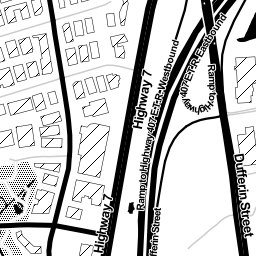 Highway 7
Highway 7
Ramp to Highway 407 ETR Westbound
407 ETR Eastbound
Ramp to Highway
Dufferin Street
fferin Street